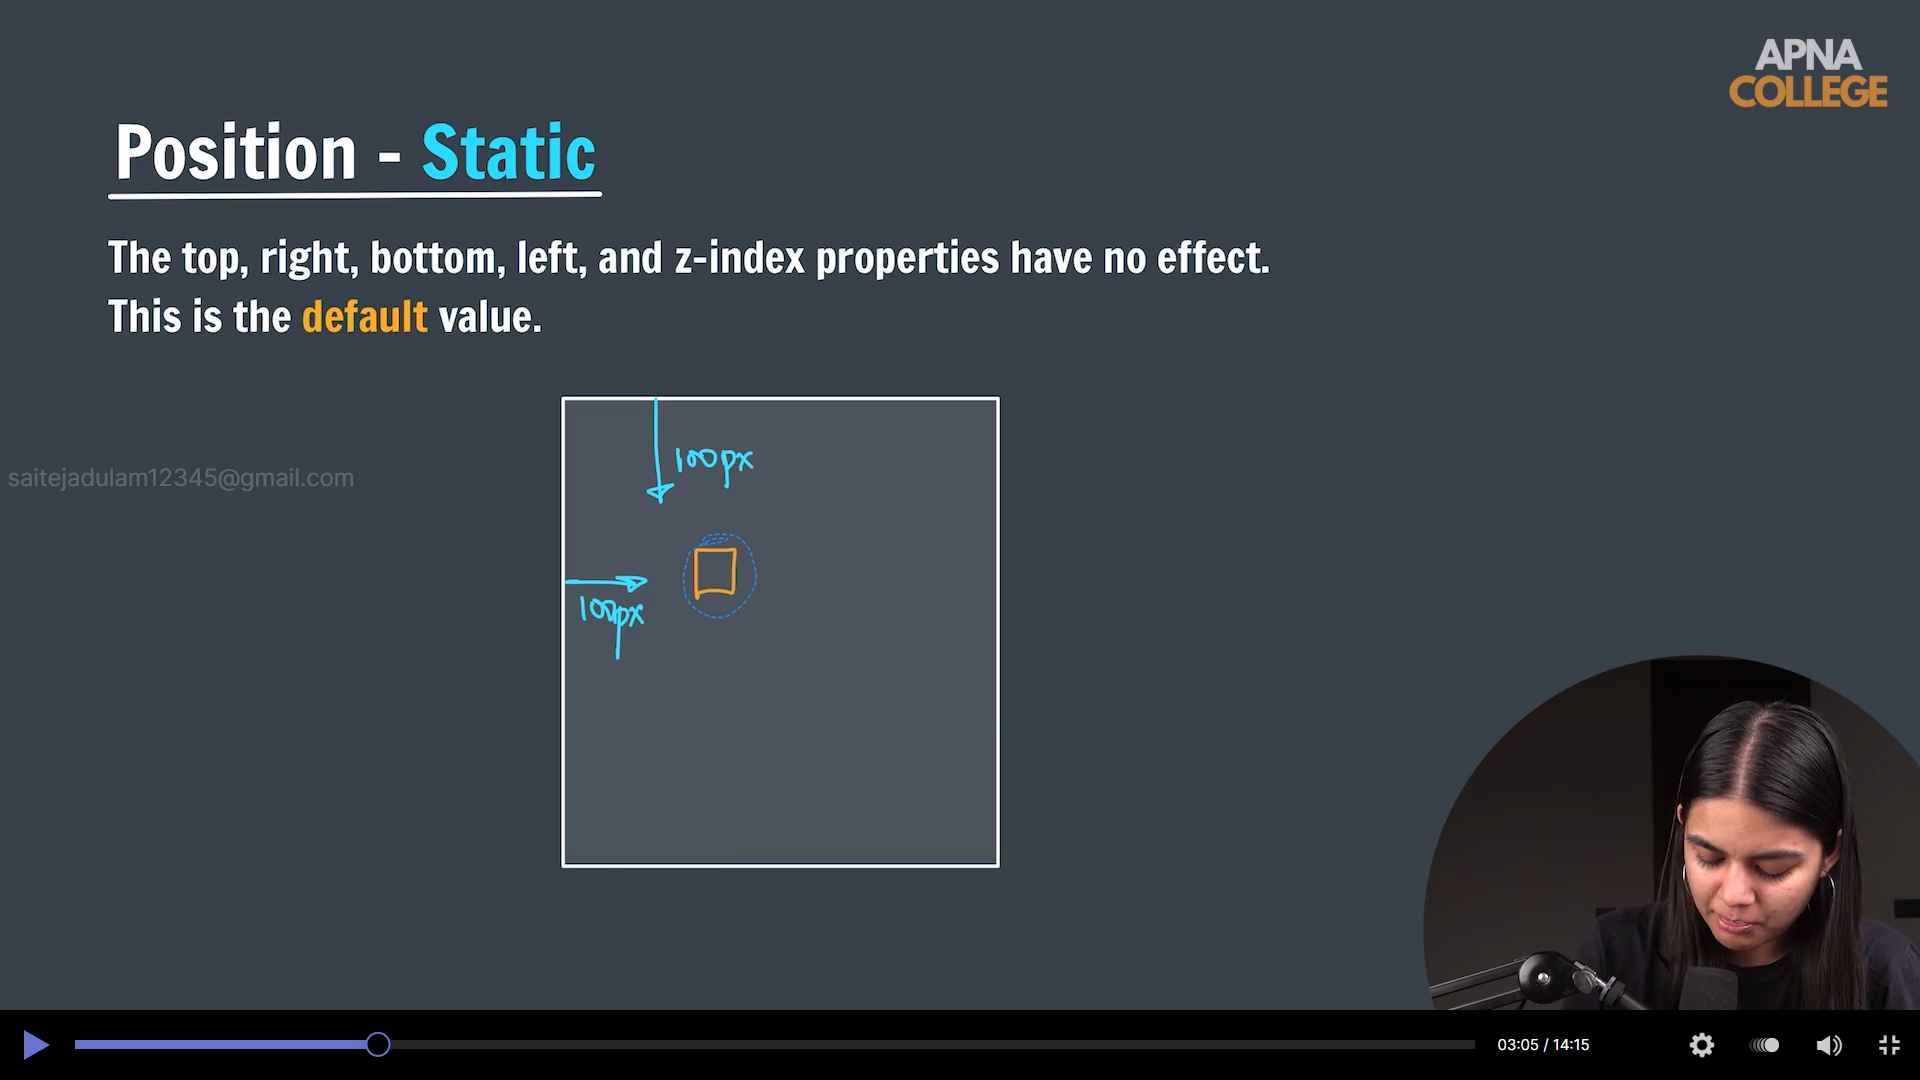 APNA
COLLEGE
Position - Static
The top, right, bottom, left, and z-index properties have no effect.
This is the default value.
100px
saitejadulam12345@gmail.com
100px
03:05 / 14:15